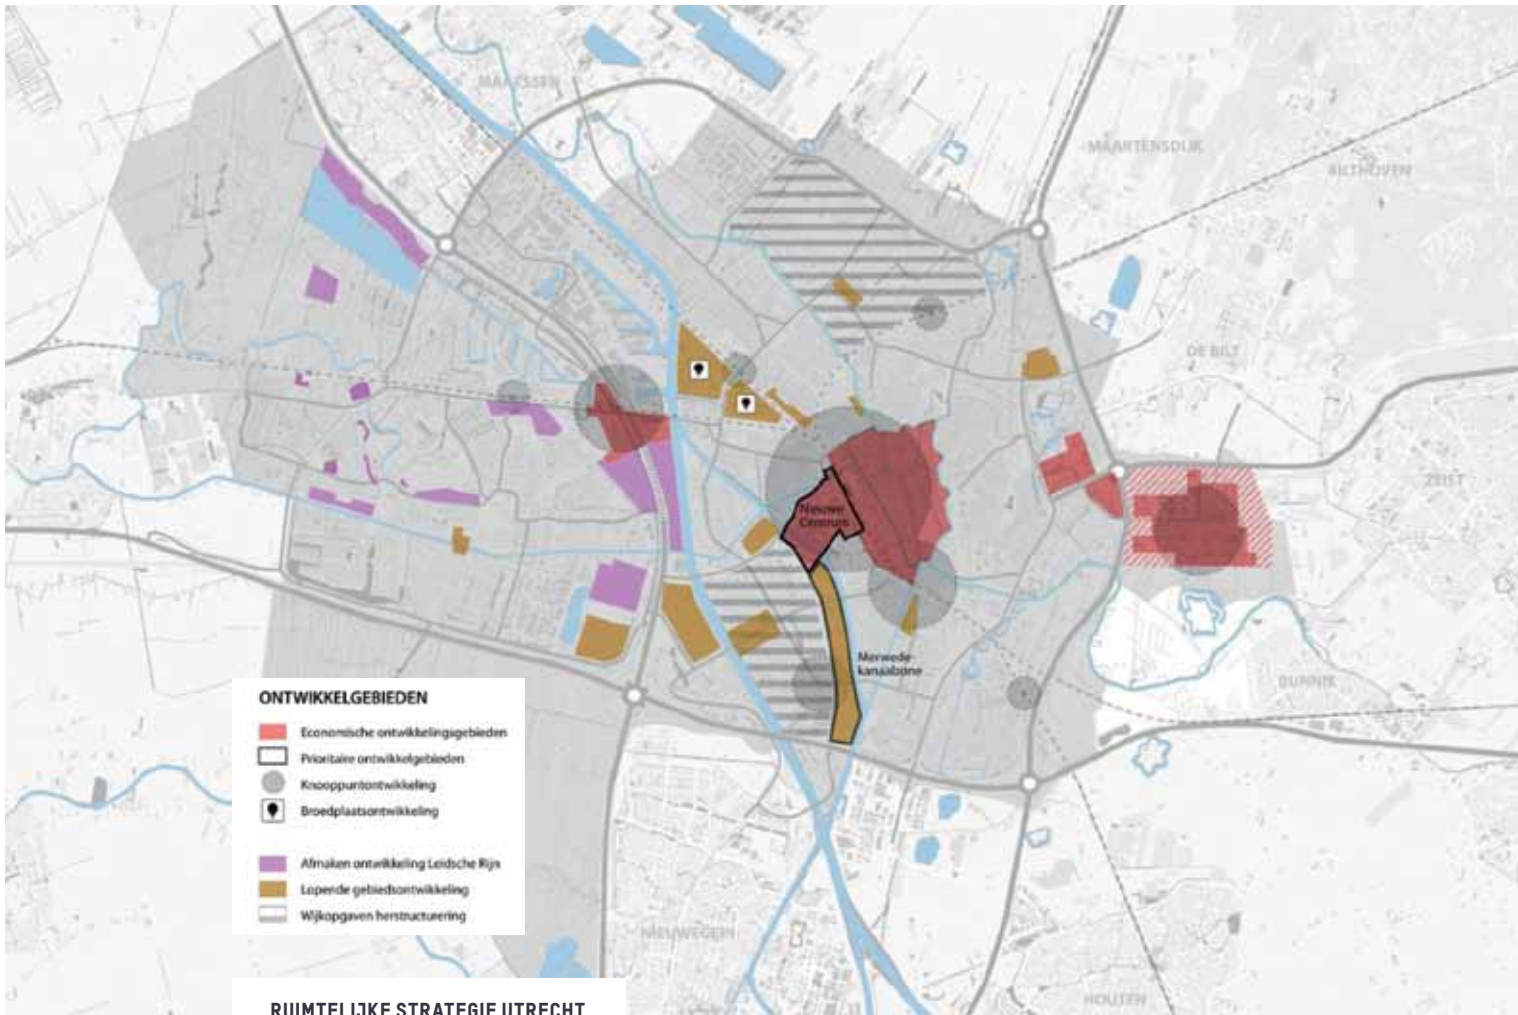 MAARSSEN
MAARTENSDIJK
BILTHOVEN
DE BILT
ZEIST
Nieuwe
Centrum
Merwede-
kanaalzone
BUNNIK
ONTWIKKELGEBIEDEN
Economische ontwikkelingsgebieden
Prioritaire ontwikkelgebieden
Knooppuntontwikkeling
Broedplaatsontwikkeling
Afmaken ontwikkeling Leidsche Rijn
Lopende gebiedsontwikkeling
Wijkopgaven herstructurering
NIEUWEGEIN
HOUTEN
RUIMTELIJKE STRATEGIE UTRECHT